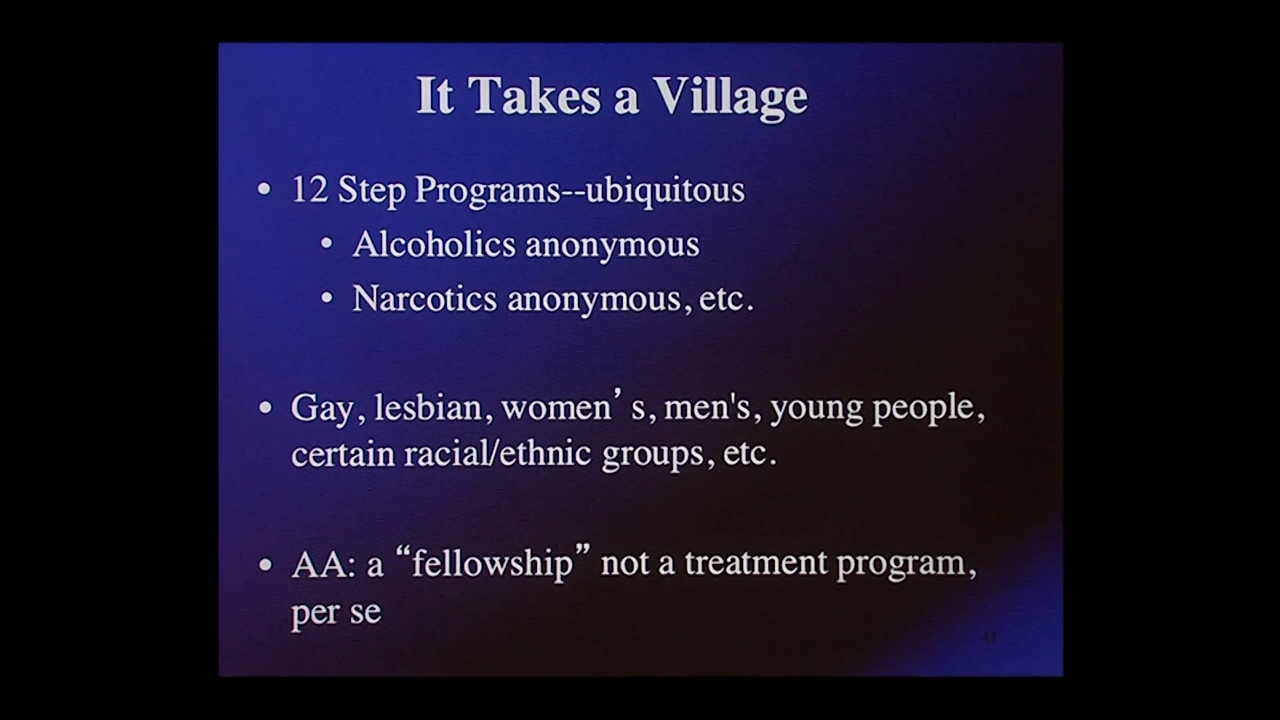 It Takes a Village
• 12 Step Programs--ubiquitous
• Alcoholics anonymous
• Narcotics anonymous, etc.
• Gay, lesbian, women’s, men's, young people,
certain racial/ethnic groups, etc.
• AA: a “fellowship” not a treatment program,
per se
41